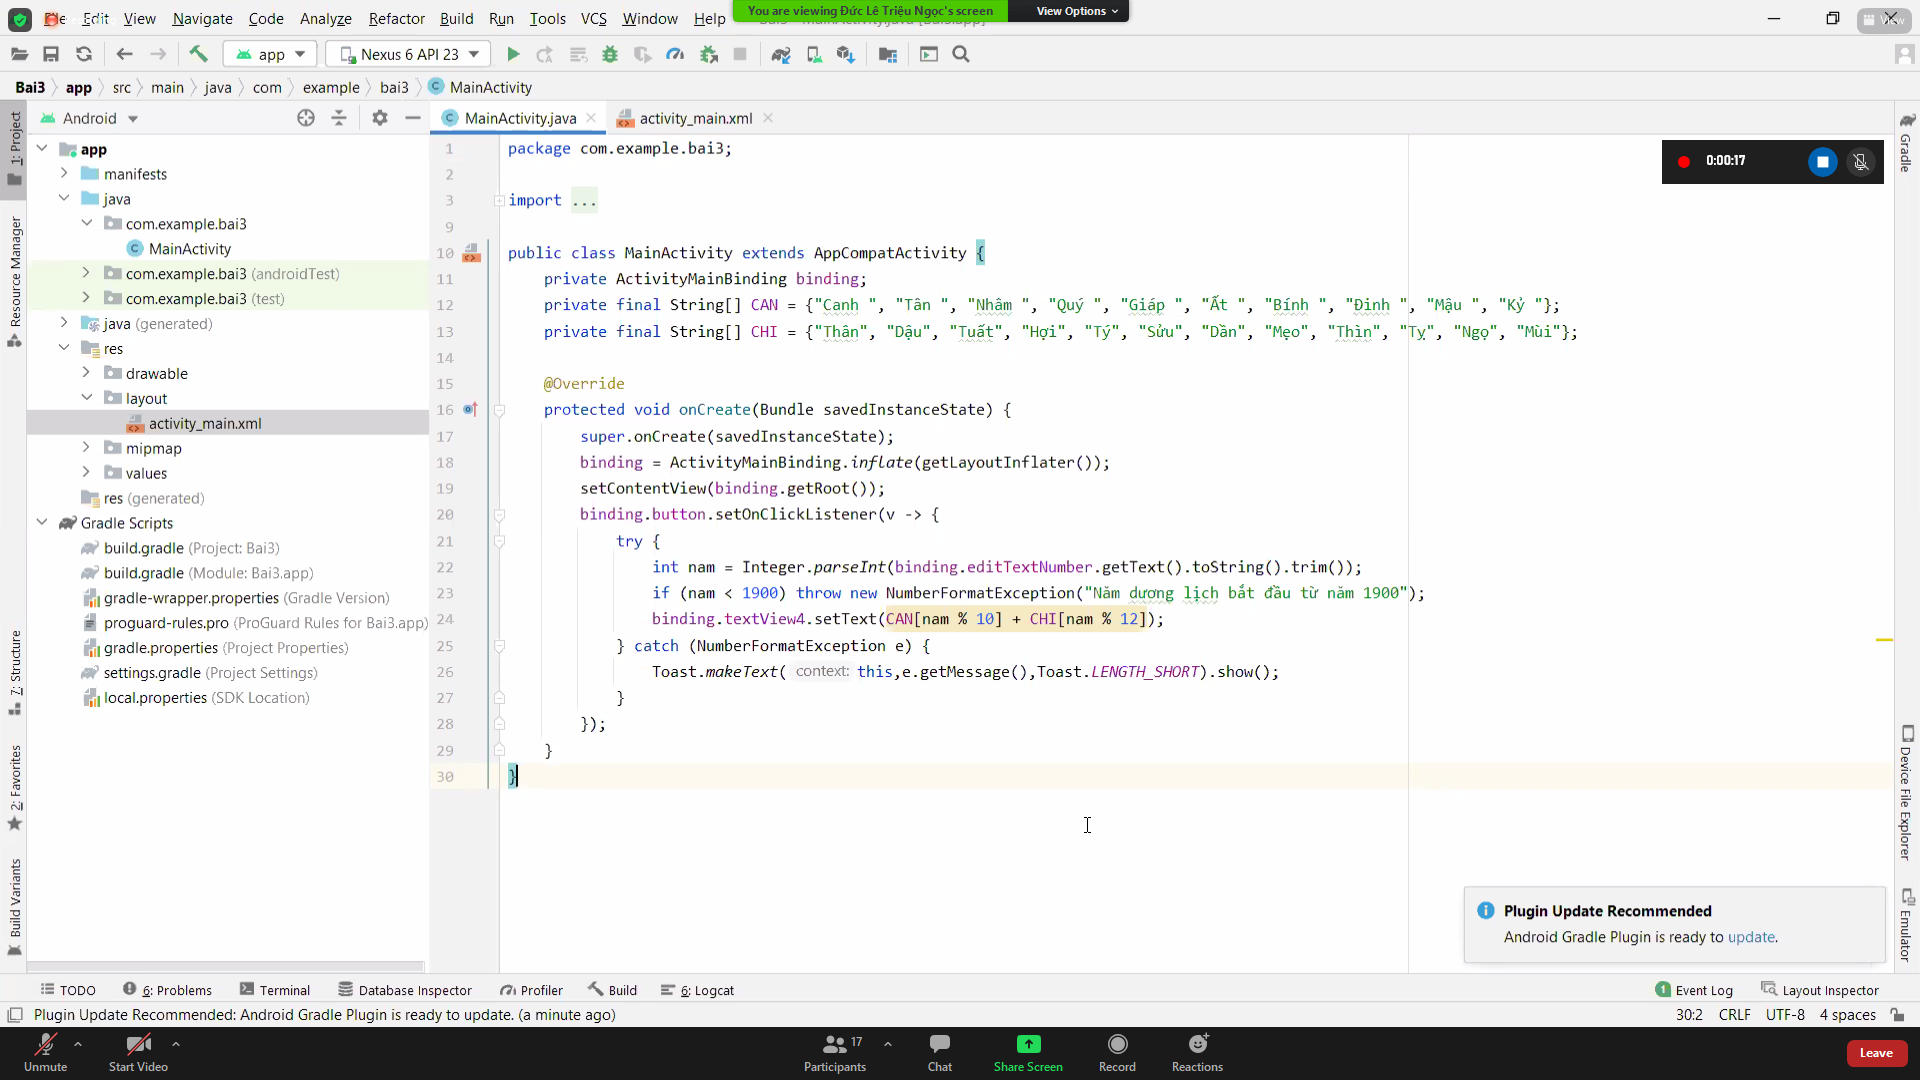 File Edit View Navigate Code Analyze Refactor Build Run Tools VCS Window Help
You are viewing Đức Lê Triệu Ngọc's screen View Options
View
app Nexus 6 API 23
Bai3 app src main java com example bai3 MainActivity
Android
MainActivity.java activity_main.xml
1: Project
Resource Manager
7: Structure
2: Favorites
Build Variants
app
manifests
java
com.example.bai3
MainActivity
com.example.bai3 (androidTest)
com.example.bai3 (test)
java (generated)
res
drawable
layout
activity_main.xml
mipmap
values
res (generated)
Gradle Scripts
build.gradle (Project: Bai3)
build.gradle (Module: Bai3.app)
gradle-wrapper.properties (Gradle Version)
proguard-rules.pro (ProGuard Rules for Bai3.app)
gradle.properties (Project Properties)
settings.gradle (Project Settings)
local.properties (SDK Location)
1 package com.example.bai3;
2
3 import ...
9
10 public class MainActivity extends AppCompatActivity {
11 private ActivityMainBinding binding;
12 private final String[] CAN = {"Canh ", "Tân ", "Nhâm ", "Quý ", "Giáp ", "Ất ", "Bính ", "Đinh ", "Mậu ", "Kỷ "};
13 private final String[] CHI = {"Thân", "Dậu", "Tuất", "Hợi", "Tý", "Sửu", "Dần", "Mẹo", "Thìn", "Tỵ", "Ngọ", "Mùi"};
14
15 @Override
16 protected void onCreate(Bundle savedInstanceState) {
17 super.onCreate(savedInstanceState);
18 binding = ActivityMainBinding.inflate(getLayoutInflater());
19 setContentView(binding.getRoot());
20 binding.button.setOnClickListener(v -> {
21 try {
22 int nam = Integer.parseInt(binding.editTextNumber.getText().toString().trim());
23 if (nam < 1900) throw new NumberFormatException("Năm dương lịch bắt đầu từ năm 1900");
24 binding.textView4.setText(CAN[nam % 10] + CHI[nam % 12]);
25 } catch (NumberFormatException e) {
26 Toast.makeText( context: this,e.getMessage(),Toast.LENGTH_SHORT).show();
27 }
28 });
29 }
30 }
0:00:17
Gradle
Device File Explorer
Emulator
Plugin Update Recommended
Android Gradle Plugin is ready to update.
TODO 6: Problems Terminal Database Inspector Profiler Build 6: Logcat 1 Event Log Layout Inspector
Plugin Update Recommended: Android Gradle Plugin is ready to update. (a minute ago) 30:2 CRLF UTF-8 4 spaces
Unmute Start Video Participants 17 Chat Share Screen Record Reactions Leave